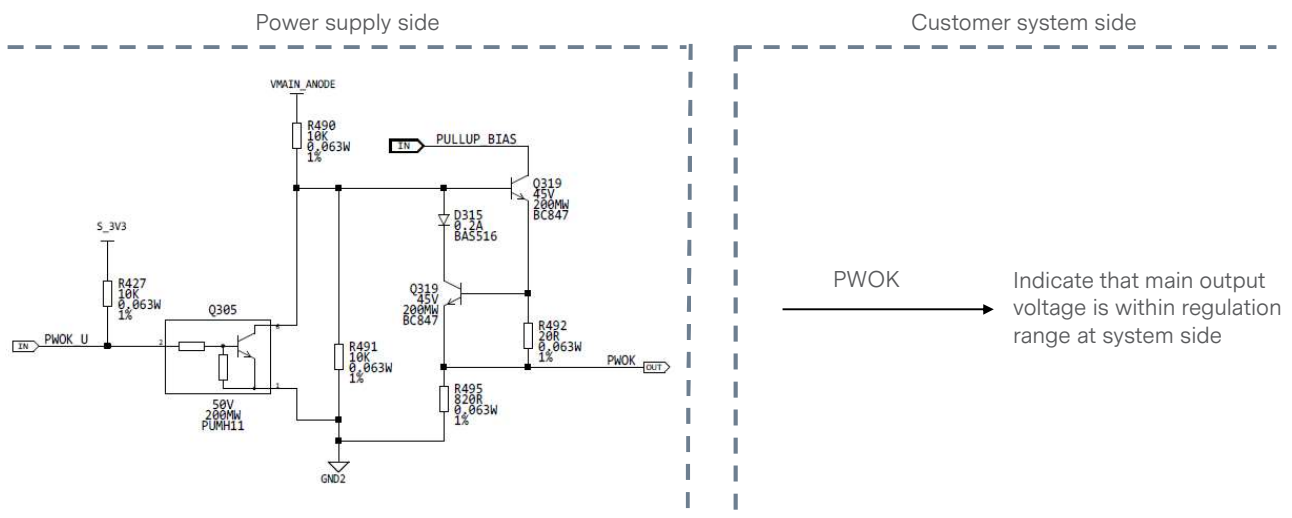 Power supply side
Customer system side
VMAIN_ANODE
R490
10K
0.063W
1%
IN
PULLUP_BIAS
Q319
45V
200MW
BC847
D315
0.2A
BAS516
S_3V3
R427
10K
0.063W
1%
Q305
Q319
45V
200MW
BC847
6
IN
PWOK_U
2
R491
10K
0.063W
1%
R492
20R
0.063W
1%
PWOK
OUT
1
50V
200MW
PUMH11
R495
820R
0.063W
1%
GND2
PWOK
Indicate that main output
voltage is within regulation
range at system side